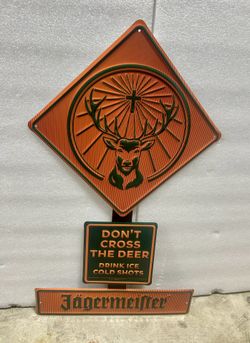 DON'T
CROSS
THE DEER
DRINK ICE
COLD SHOTS
Jägermeister